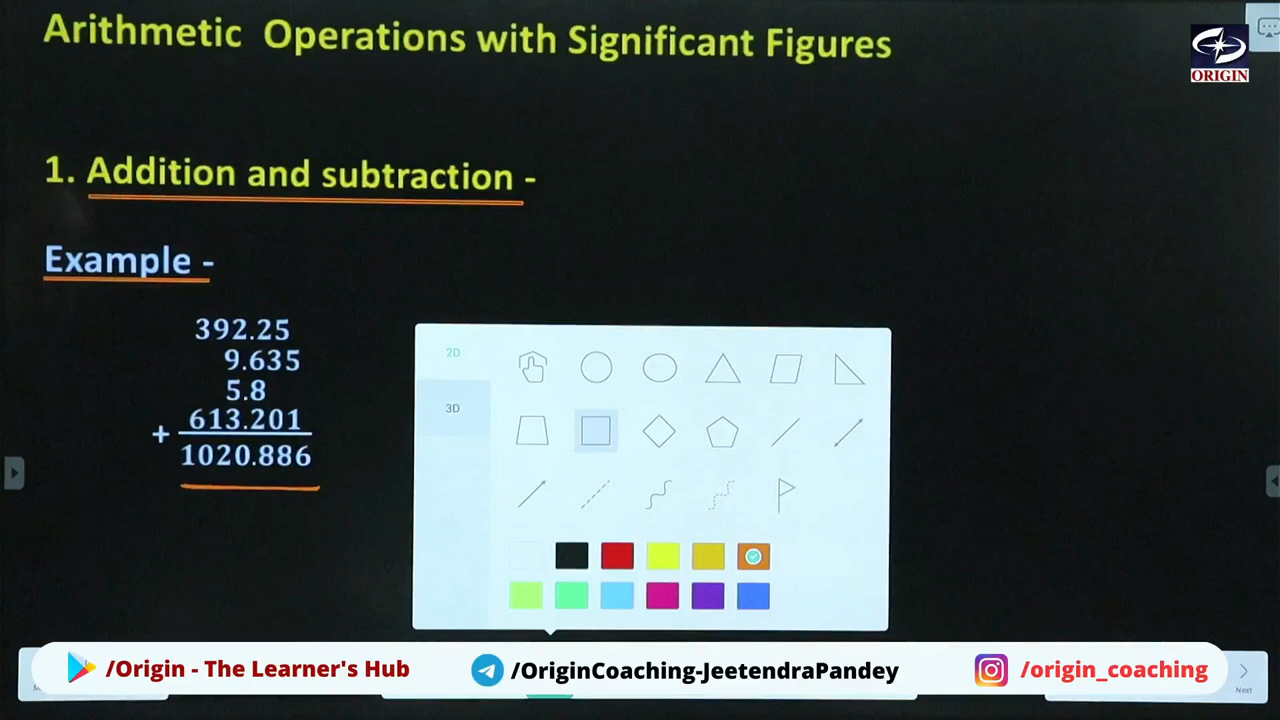 Arithmetic Operations with Significant Figures
ORIGIN
1. Addition and subtraction -
Example -
392.25
9.635
5.8
+ 613.201
1020.886
2D
3D
/Origin - The Learner's Hub
/OriginCoaching-JeetendraPandey
/origin_coaching
Next